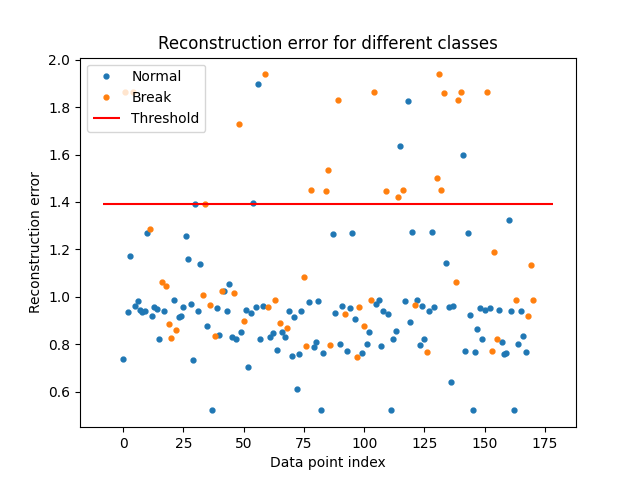 Reconstruction error for different classes
Normal
Break
Threshold
2.0
1.8
1.6
1.4
1.2
1.0
0.8
0.6
Reconstruction error
0 25 50 75 100 125 150 175
Data point index